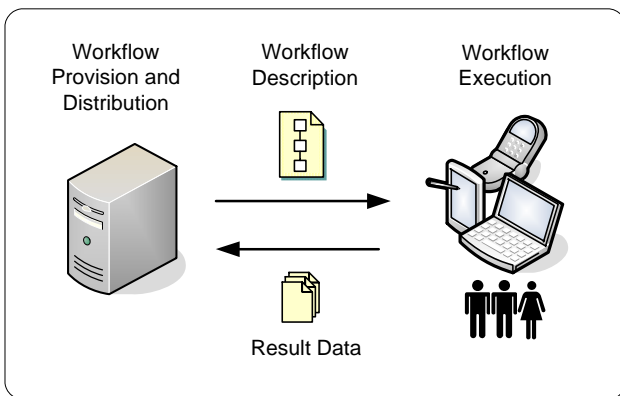 Workflow
Provision and
Distribution
Workflow
Description
Workflow
Execution
Result Data